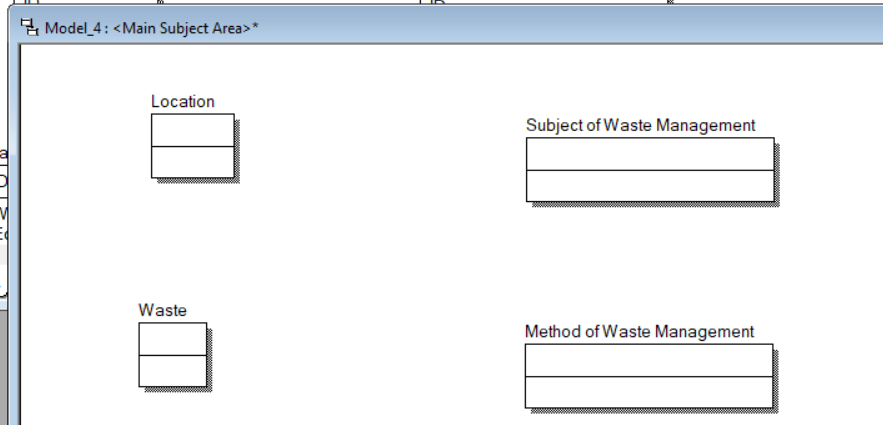 Model_4 : <Main Subject Area>*
Location
Subject of Waste Management
Waste
Method of Waste Management